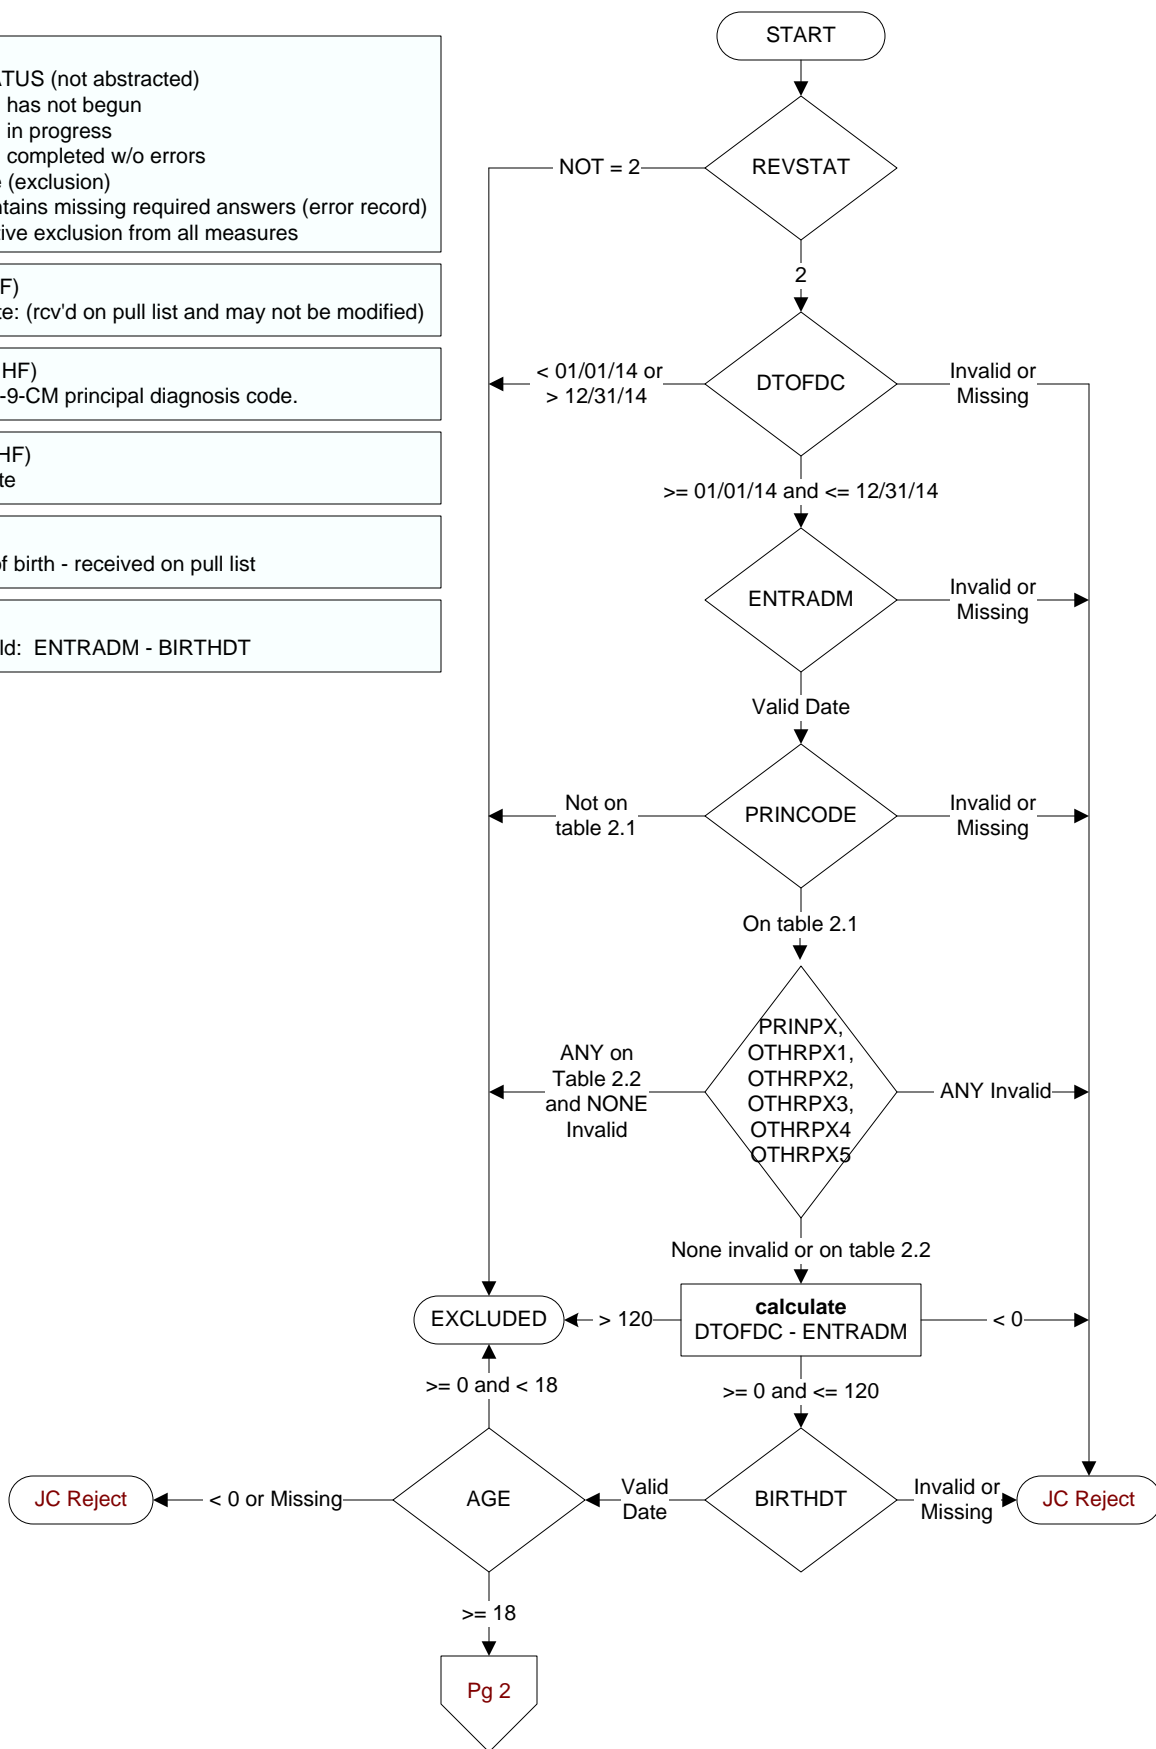 START
ATUS (not abstracted)
has not begun
in progress
completed w/o errors
e (exclusion)
ntains missing required answers (error record)
tive exclusion from all measures
F)
te: (rcv'd on pull list and may not be modified)
HF)
-9-CM principal diagnosis code.
HF)
te
of birth - received on pull list
ld: ENTRADM - BIRTHDT
REVSTAT
NOT = 2
2
DTOFDC
< 01/01/14 or
> 12/31/14
Invalid or
Missing
>= 01/01/14 and <= 12/31/14
ENTRADM
Invalid or
Missing
Valid Date
PRINCODE
Not on
table 2.1
Invalid or
Missing
On table 2.1
PRINPX,
OTHRPX1,
OTHRPX2,
OTHRPX3,
OTHRPX4
OTHRPX5
ANY on
Table 2.2
and NONE
Invalid
ANY Invalid
None invalid or on table 2.2
calculate
DTOFDC - ENTRADM
> 120
< 0
EXCLUDED
>= 0 and < 18
>= 0 and <= 120
BIRTHDT
Valid
Date
Invalid or
Missing
JC Reject
AGE
< 0 or Missing
JC Reject
>= 18
Pg 2